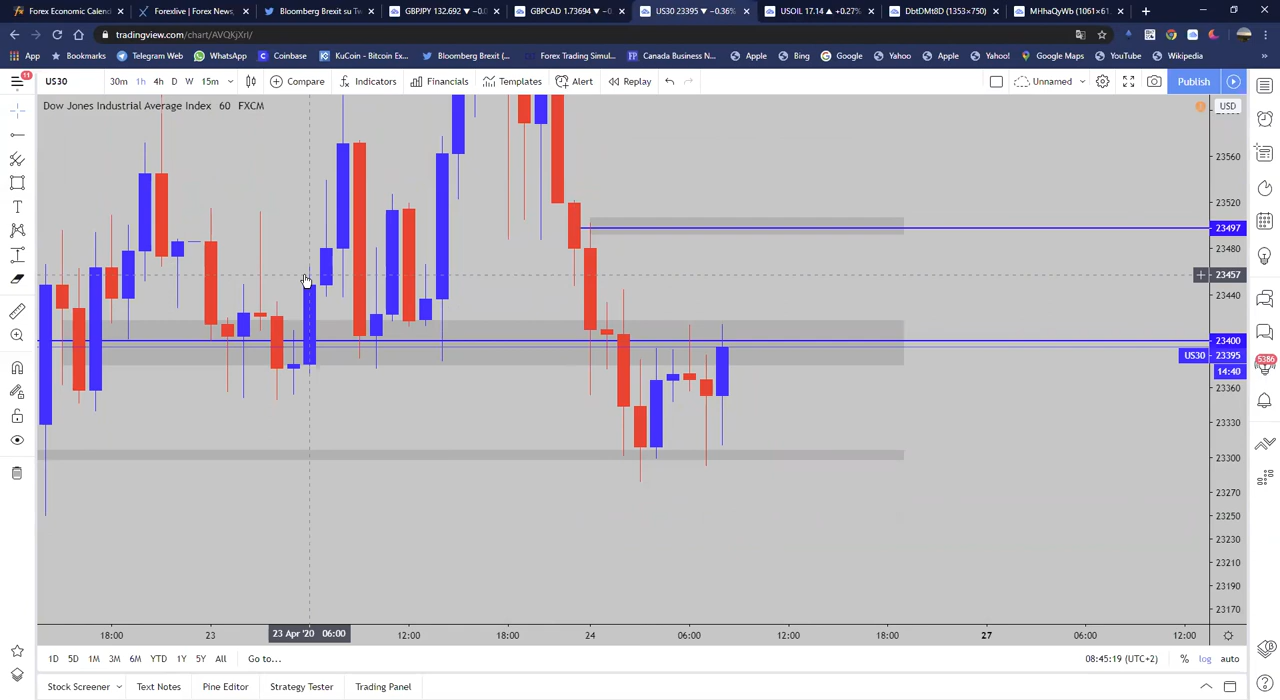 Forex Economic Calend
Forexlive | Forex News,
Bloomberg Brexit su Tw
GBPJPY 132.692 ▼ −0.
GBPCAD 1.73694 ▼ −0.
US30 23395 ▼ −0.36%
USOIL 17.14 ▲ +0.27%
DbtDMt8D (1353×750)
MHhaQyWb (1061×61
tradingview.com/chart/AVQKjXrI/
App
Bookmarks
Telegram Web
WhatsApp
Coinbase
KuCoin - Bitcoin Ex...
Bloomberg Brexit (...
Forex Trading Simul...
Canada Business N...
Apple
Bing
Google
Yahoo
Apple
Yahoo!
Google Maps
YouTube
Wikipedia
11
US30
30m
1h
4h
D
W
15m
Compare
Indicators
Financials
Templates
Alert
Replay
Unnamed
Publish
Dow Jones Industrial Average Index 60 FXCM
USD
23560
23520
23497
23480
23457
23440
23400
US30 23395
14:40
23360
23330
23300
23270
23250
23230
23210
23190
23170
5386
18:00
23
23 Apr '20 06:00
12:00
18:00
24
06:00
12:00
18:00
27
06:00
12:00
1D
5D
1M
3M
6M
YTD
1Y
5Y
All
Go to...
08:45:19 (UTC+2)
%
log
auto
Stock Screener
Text Notes
Pine Editor
Strategy Tester
Trading Panel